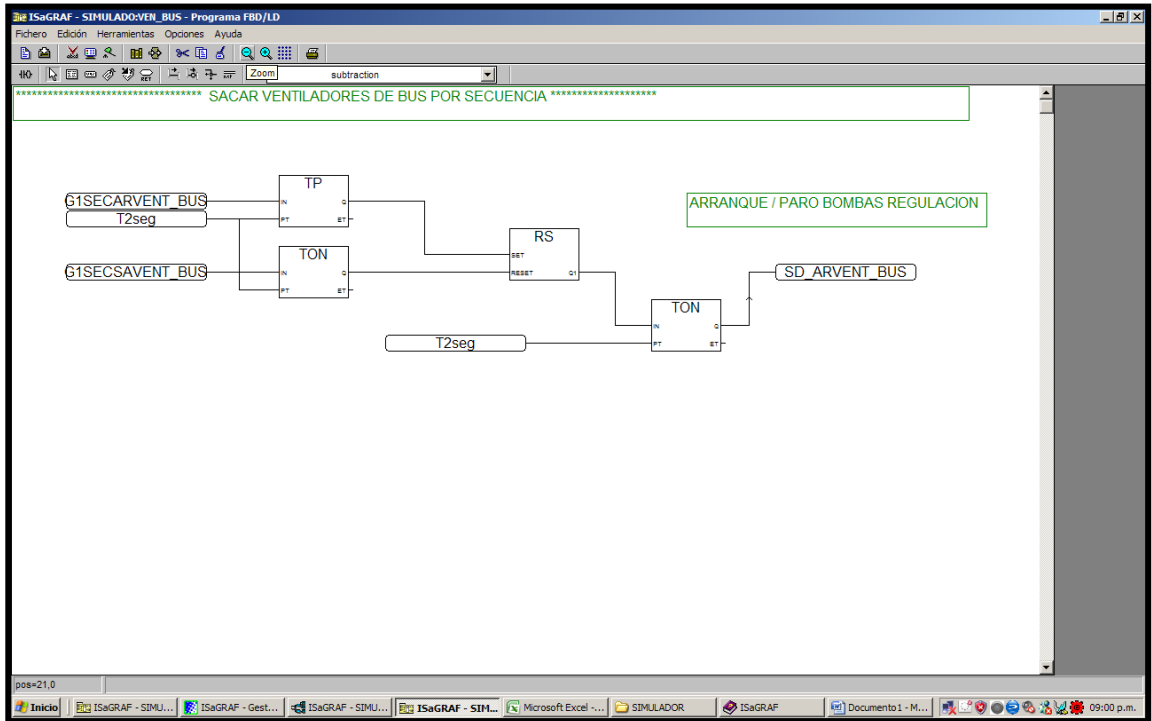 ISaGRAF - SIMULADO:VEN_BUS - Programa FBD/LD
Fichero Edición Herramientas Opciones Ayuda
Zoom subtraction
********************************** SACAR VENTILADORES DE BUS POR SECUENCIA ********************
TP
G1SECARVENT_BUS IN Q
T2seg PT ET
ARRANQUE / PARO BOMBAS REGULACION
RS
SET
TON
G1SECSAVENT_BUS IN Q RESET Q1
PT ET
SD_ARVENT_BUS
TON
IN Q
T2seg PT ET
pos=21,0
Inicio ISaGRAF - SIMU... ISaGRAF - Gest... ISaGRAF - SIMU... ISaGRAF - SIM... Microsoft Excel -... SIMULADOR ISaGRAF Documento1 - M... 09:00 p.m.